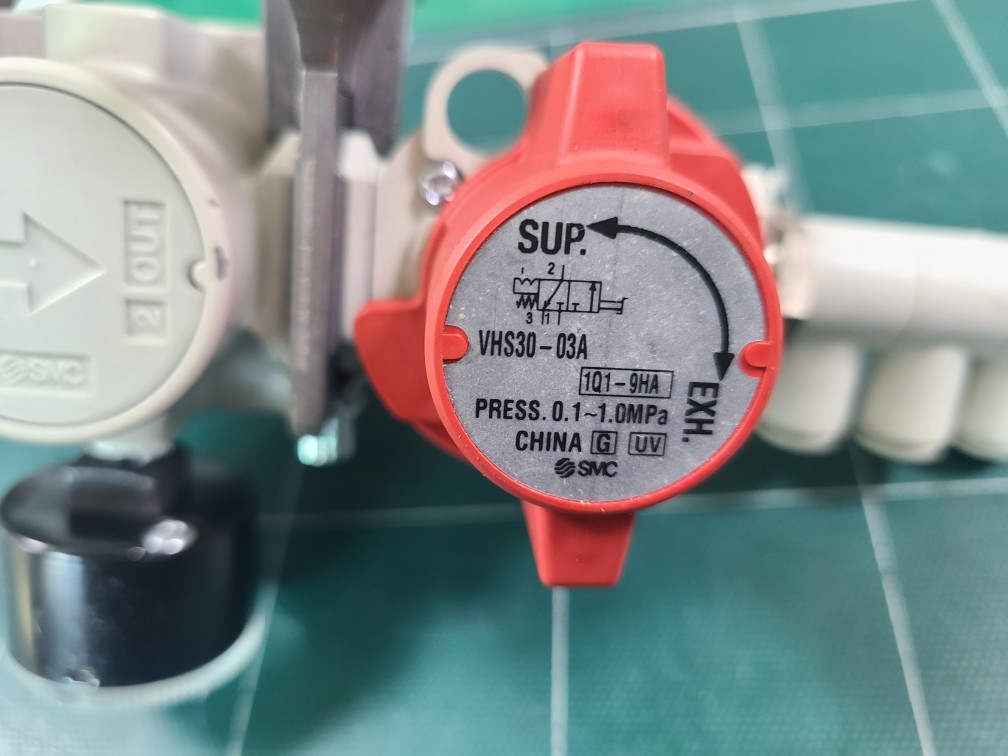 2 OUT
SMC
SUP.
2
3 1
VHS30-03A
1Q1-9HA
PRESS. 0.1~1.0MPa
EXH.
CHINA G UV
SMC